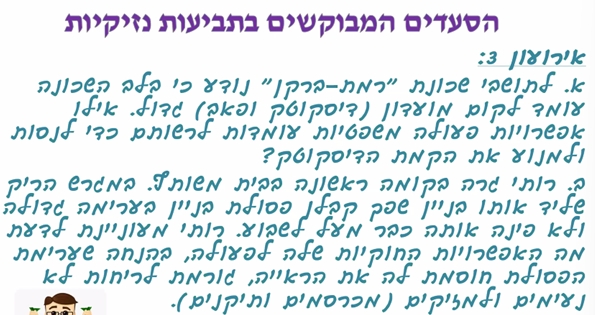 הסעדים המבוקשים בתביעות נזיקיות
אירועון 3:
א. לתושבי שכונת "רמת-ברקן" נודע כי בלב השכונה
עומד לקום מועדון (דיסקוטק ופאב) גדול. אילו
אפשרויות פעולה משפטיות עומדות לרשותם כדי לנסות
ולמנוע את הקמת הדיסקוטק?
ב. רותי גרה בקומה ראשונה בבית משותף. במגרש הריק
שליד אותו בניין שפך קבלן פסולת בניין בערימה גדולה
ולא פינה אותה כבר מעל לשבוע. רותי מעוניינת לדעת
מה האפשרויות החוקיות שלה לפעולה, בהנחה שערימת
הפסולת חוסמת לה את הראייה, גורמת לריחות לא
נעימים ולמזיקים (מכרסמים ותיקנים).